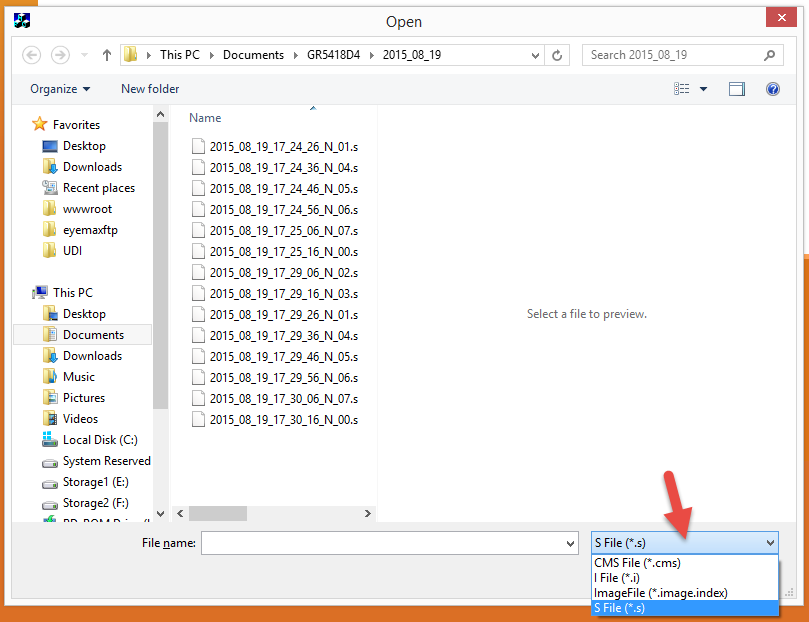 Open
This PC
Documents
GR5418D4
2015_08_19
Search 2015_08_19
Organize
New folder
Favorites
Desktop
Downloads
Recent places
wwwroot
eyemaxftp
UDI
This PC
Desktop
Documents
Downloads
Music
Pictures
Videos
Local Disk (C:)
System Reserved
Storage1 (E:)
Storage2 (F:)
Name
2015_08_19_17_24_26_N_01.s
2015_08_19_17_24_36_N_04.s
2015_08_19_17_24_46_N_05.s
2015_08_19_17_24_56_N_06.s
2015_08_19_17_25_06_N_07.s
2015_08_19_17_25_16_N_00.s
2015_08_19_17_29_06_N_02.s
2015_08_19_17_29_16_N_03.s
2015_08_19_17_29_26_N_01.s
2015_08_19_17_29_36_N_04.s
2015_08_19_17_29_46_N_05.s
2015_08_19_17_29_56_N_06.s
2015_08_19_17_30_06_N_07.s
2015_08_19_17_30_16_N_00.s
Select a file to preview.
File name:
S File (*.s)
CMS File (*.cms)
I File (*.i)
ImageFile (*.image.index)
S File (*.s)